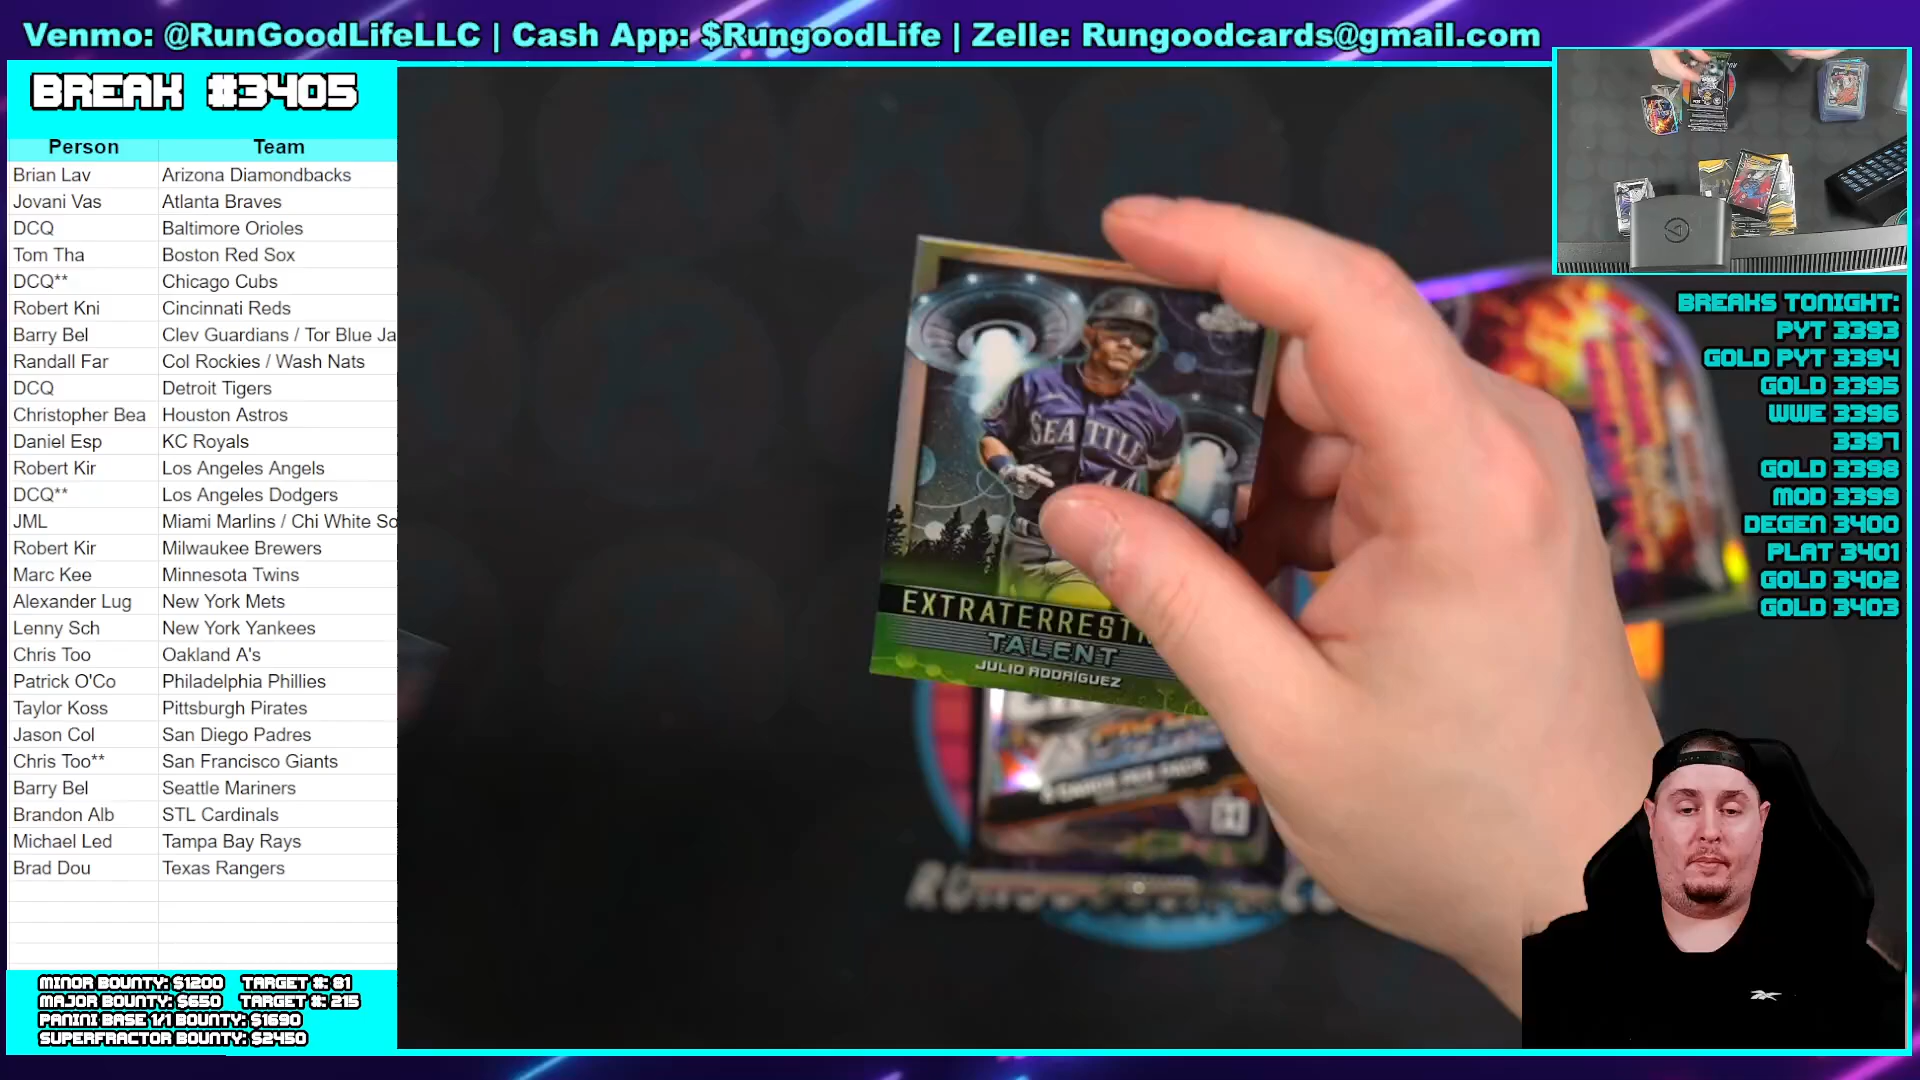 Venmo: @RunGoodLifeLLC | Cash App: $RungoodLife | Zelle: Rungoodcards@gmail.com
BREAK #3405
Person Team
Brian Lav Arizona Diamondbacks
Jovani Vas Atlanta Braves
DCQ Baltimore Orioles
Tom Tha Boston Red Sox
DCQ** Chicago Cubs
Robert Kni Cincinnati Reds
Barry Bel Clev Guardians / Tor Blue Ja
Randall Far Col Rockies / Wash Nats
DCQ Detroit Tigers
Christopher Bea Houston Astros
Daniel Esp KC Royals
Robert Kir Los Angeles Angels
DCQ** Los Angeles Dodgers
JML Miami Marlins / Chi White So
Robert Kir Milwaukee Brewers
Marc Kee Minnesota Twins
Alexander Lug New York Mets
Lenny Sch New York Yankees
Chris Too Oakland A's
Patrick O'Co Philadelphia Phillies
Taylor Koss Pittsburgh Pirates
Jason Col San Diego Padres
Chris Too** San Francisco Giants
Barry Bel Seattle Mariners
Brandon Alb STL Cardinals
Michael Led Tampa Bay Rays
Brad Dou Texas Rangers
MINOR BOUNTY: $1200 TARGET #: 81
MAJOR BOUNTY: $650 TARGET #: 215
PANINI BASE 1/1 BOUNTY: $1690
SUPERFRACTOR BOUNTY: $2450
SEATTLE
44
EXTRATERREST
TALENT
JULIO RODRÍGUEZ
CARDS PER PACK
BREAKS TONIGHT:
PYT 3393
GOLD PYT 3394
GOLD 3395
WWE 3396
3397
GOLD 3398
MOD 3399
DEGEN 3400
PLAT 3401
GOLD 3402
GOLD 3403